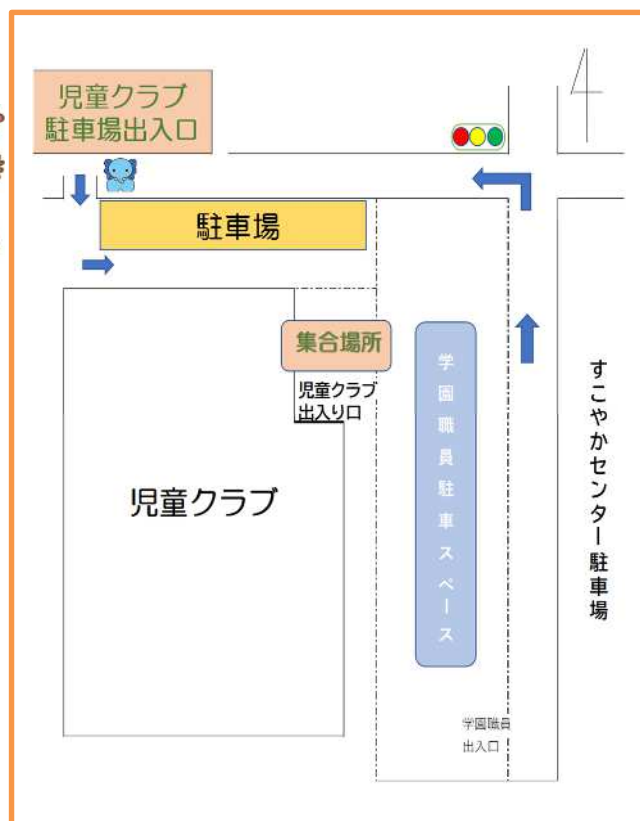 児童クラブ
駐車場出入口
駐車場
集合場所
児童クラブ
出入り口
児童クラブ
学園職員駐車スペース
すこやかセンター駐車場
学園職員
出入口